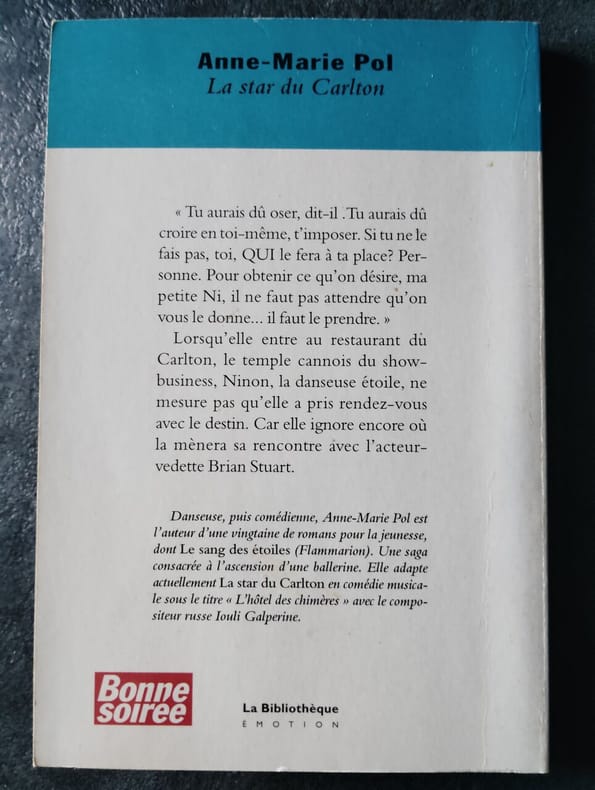 Anne-Marie Pol
La star du Carlton
« Tu aurais dû oser, dit-il .Tu aurais dû
croire en toi-même, t'imposer. Si tu ne le
fais pas, toi, QUI le fera à ta place? Per-
sonne. Pour obtenir ce qu'on désire, ma
petite Ni, il ne faut pas attendre qu'on
vous le donne... il faut le prendre. »
Lorsqu'elle entre au restaurant du
Carlton, le temple cannois du show-
business, Ninon, la danseuse étoile, ne
mesure pas qu'elle a pris rendez-vous
avec le destin. Car elle ignore encore où
la mènera sa rencontre avec l'acteur-
vedette Brian Stuart.
Danseuse, puis comédienne, Anne-Marie Pol est
l'auteur d'une vingtaine de romans pour la jeunesse,
dont Le sang des étoiles (Flammarion). Une saga
consacrée à l'ascension d'une ballerine. Elle adapte
actuellement La star du Carlton en comédie musica-
le sous le titre « L'hôtel des chimères » avec le compo-
siteur russe Iouli Galperine.
Bonne
soirée
La Bibliothèque
ÉMOTION